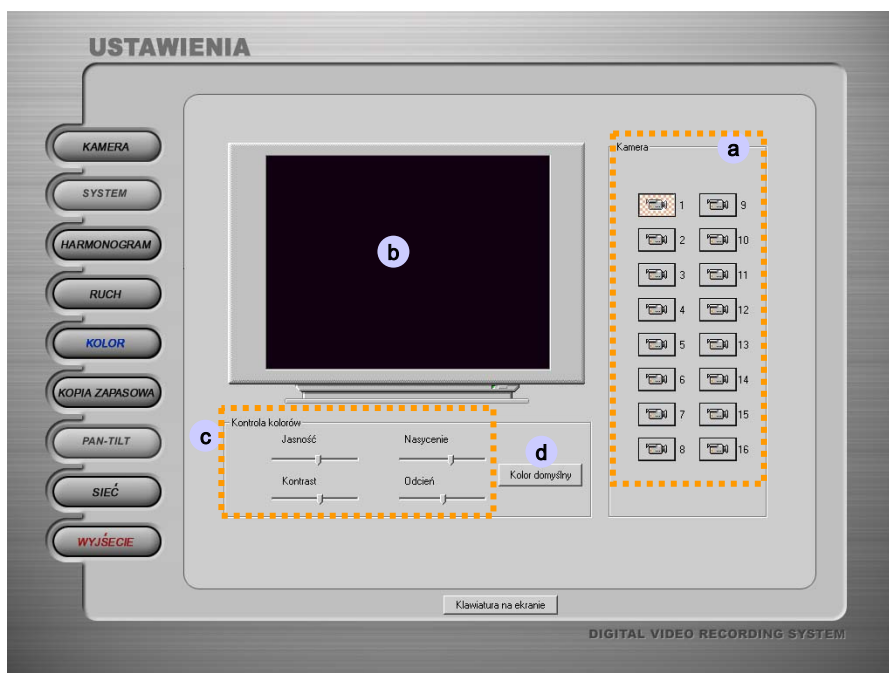 USTAWIENIA
KAMERA
SYSTEM
HARMONOGRAM
RUCH
KOLOR
KOPIA ZAPASOWA
PAN-TILT
SIEĆ
WYJŚECIE
b
Kamera
a
1 9
2 10
3 11
4 12
5 13
6 14
7 15
8 16
c
Kontrola kolorów
Jasność Nasycenie
Kontrast Odcień
d
Kolor domyślny
Klawiatura na ekranie
DIGITAL VIDEO RECORDING SYSTEM